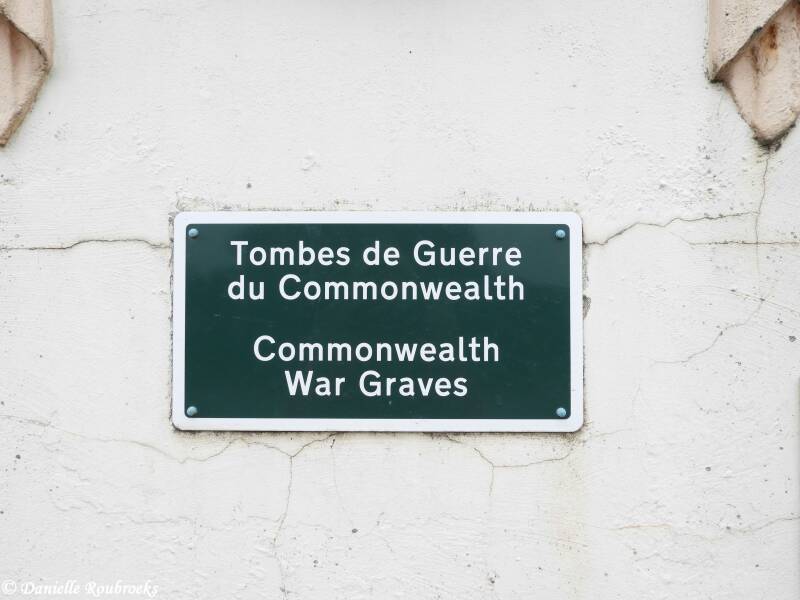 Tombes de Guerre
du Commonwealth
Commonwealth
War Graves
© Danielle Roubroeks